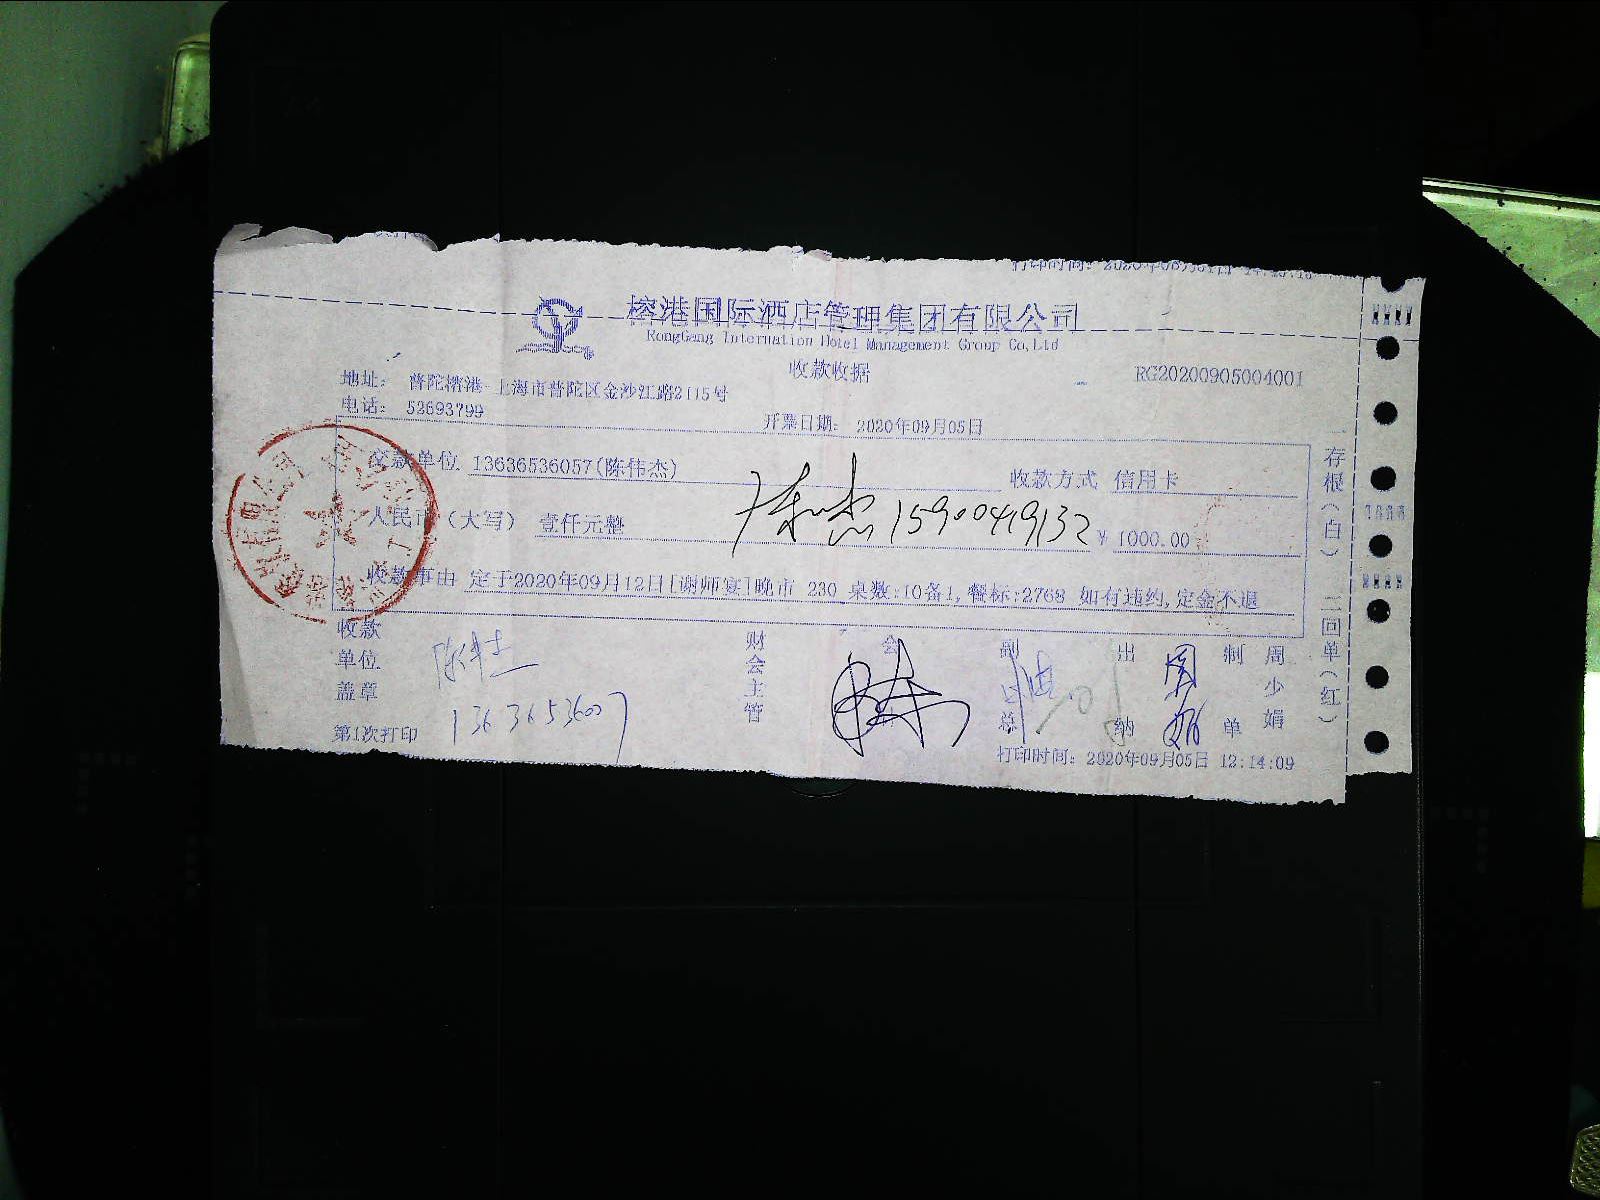 打印时间：
榕港国际酒店管理集团有限公司
RongGang Internation Hotel Management Group Co,Ltd
收款收据
RG20200905004001
地址： 普陀榕港 上海市普陀区金沙江路2115号
电话： 52693799
开票日期： 2020年09月05日
交款单位 13636536057(陈伟杰) 收款方式 信用卡
人民币（大写） 壹仟元整 15900419132 ￥ 1000.00
收款事由 定于2020年09月12日[谢师宴]晚市 230 桌数:10备1,餐标:2768 如有违约,定金不退
收款单位盖章 财会主管 会 副总 出纳 制单 周少娟
第1次打印
打印时间： 2020年09月05日 12:14:09
存根（白） 二回单（红）